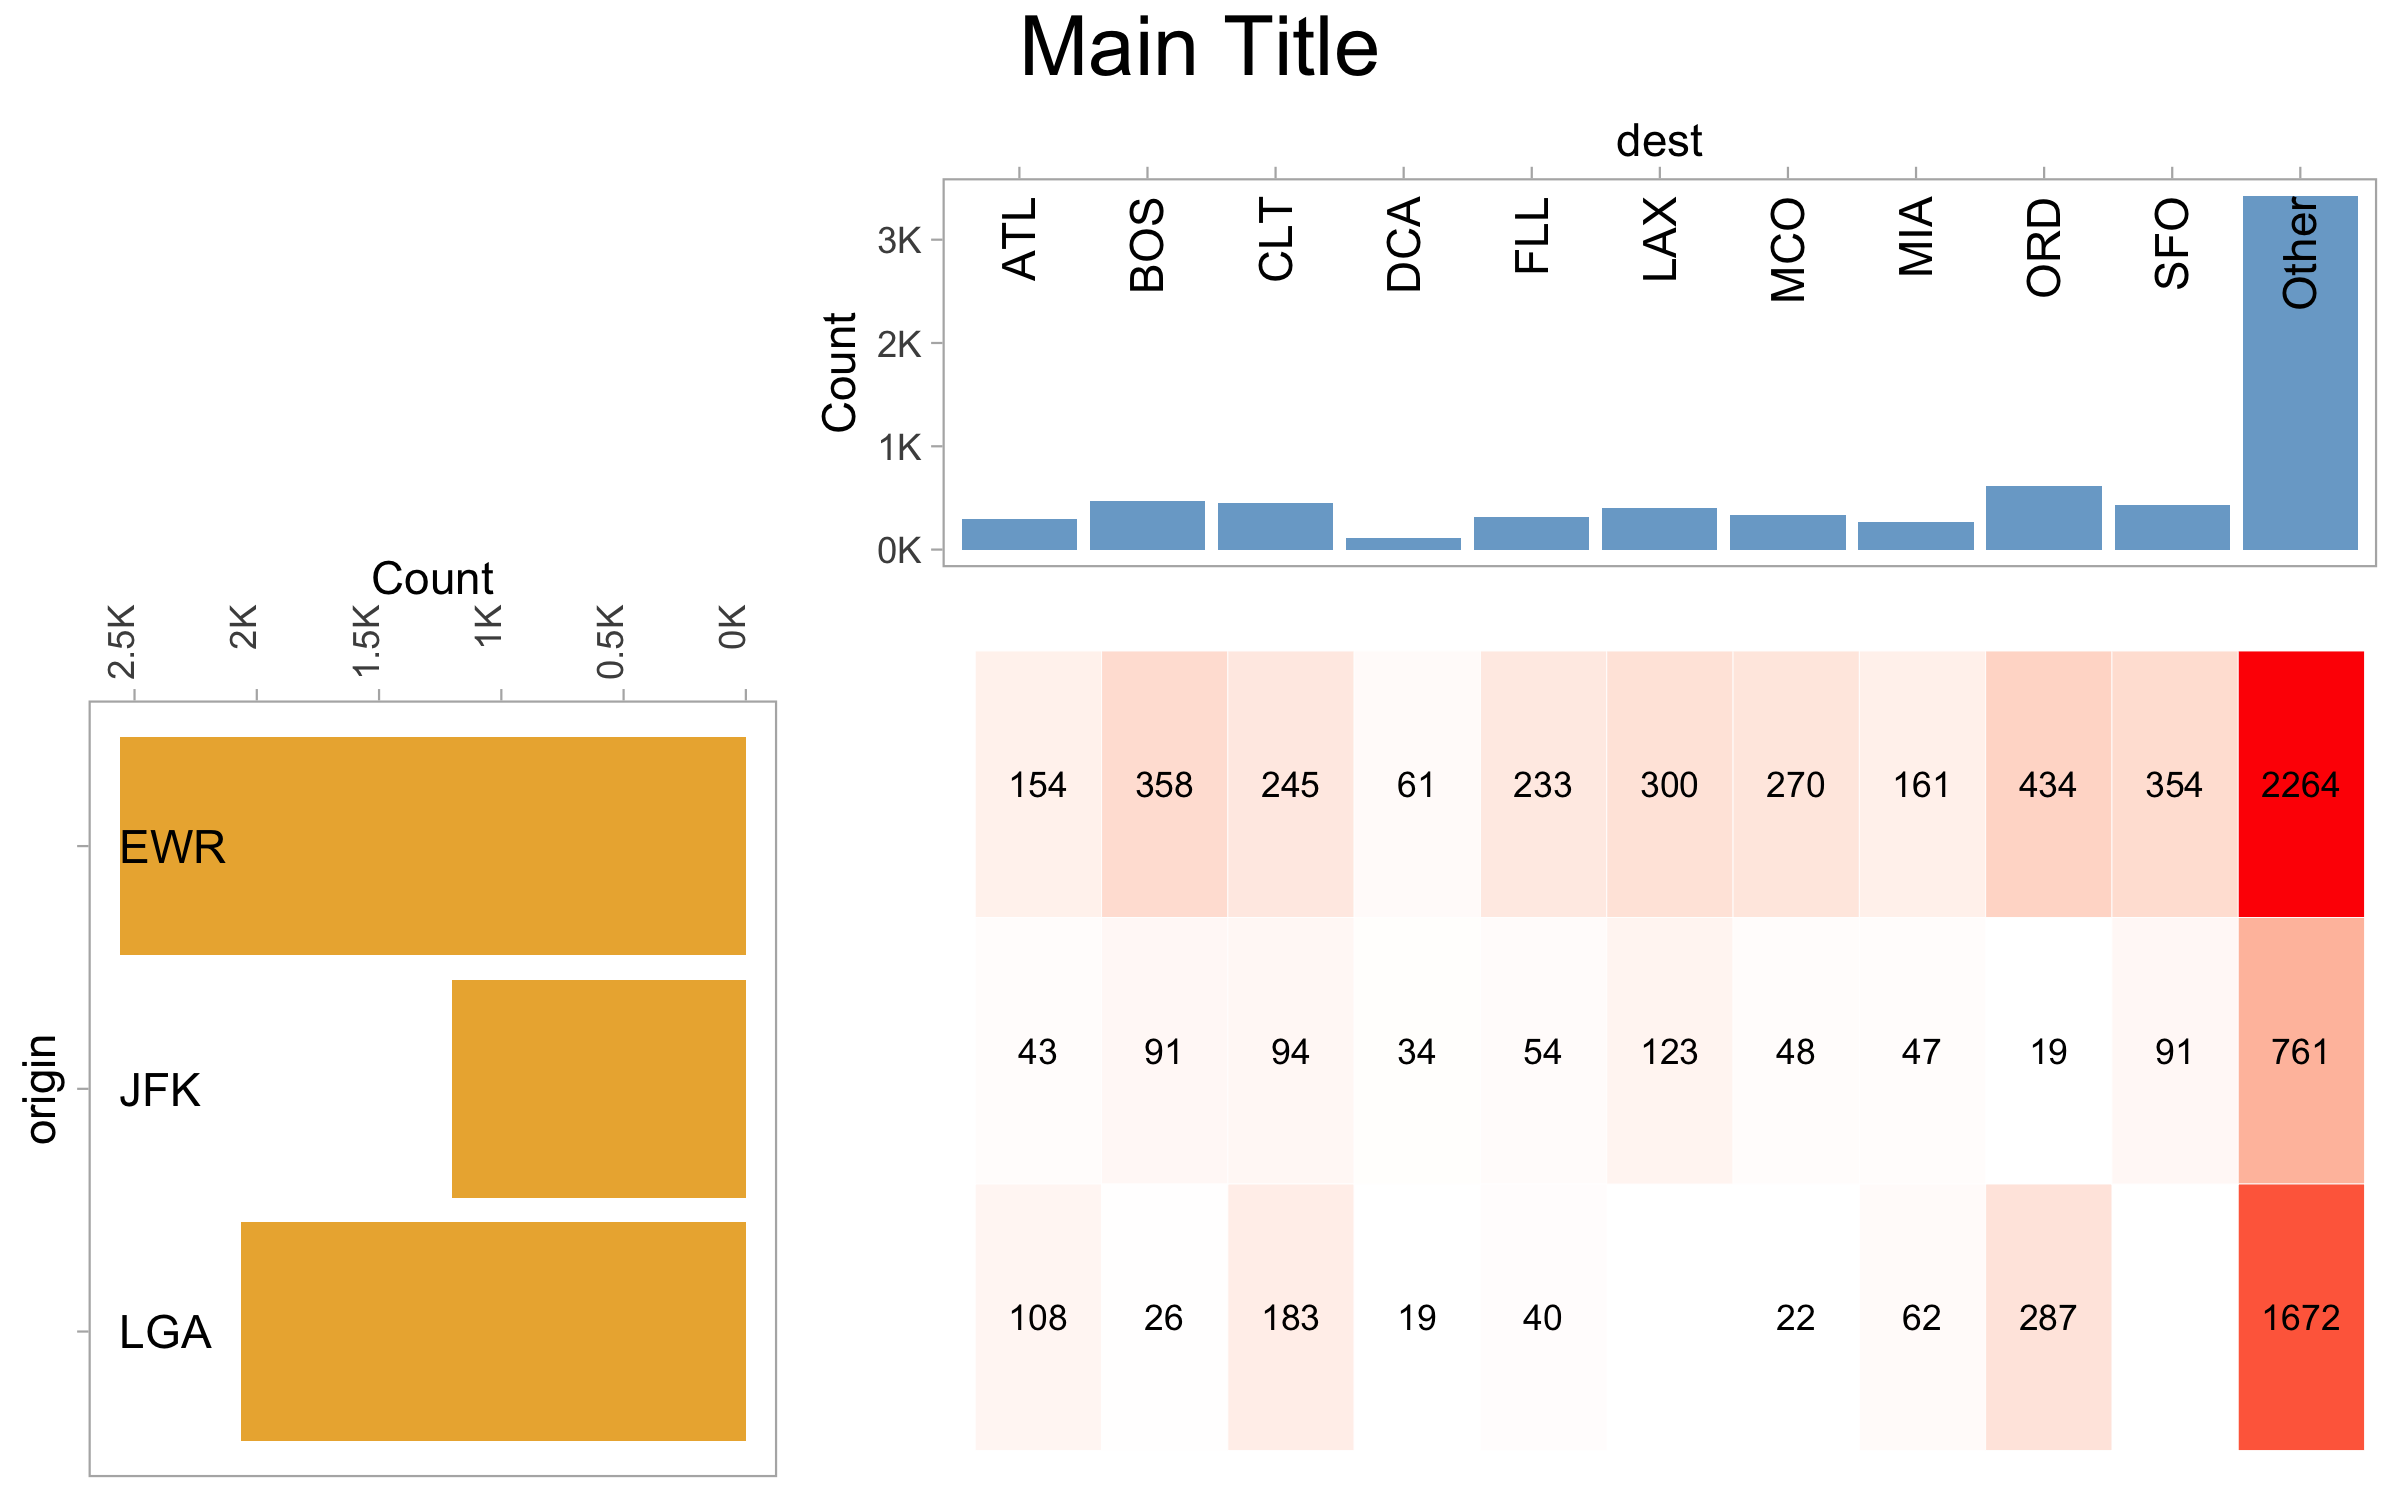 Main Title
dest
ATL BOS CLT DCA FLL LAX MCO MIA ORD SFO Other
Count
3K
2K
1K
0K
Count
2.5K 2K 1.5K 1K 0.5K 0K
origin
EWR
JFK
LGA
154 358 245 61 233 300 270 161 434 354 2264
43 91 94 34 54 123 48 47 19 91 761
108 26 183 19 40 22 62 287 1672